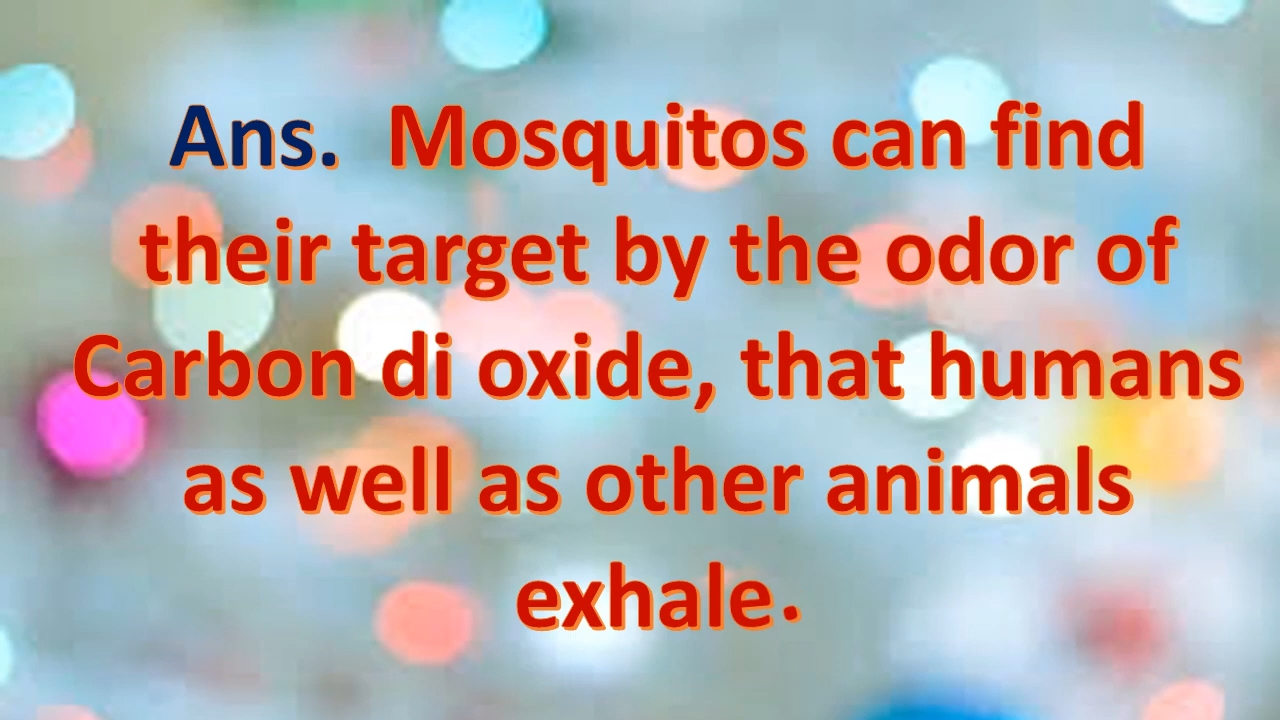 Ans. Mosquitos can find
their target by the odor of
Carbon di oxide, that humans
as well as other animals
exhale.